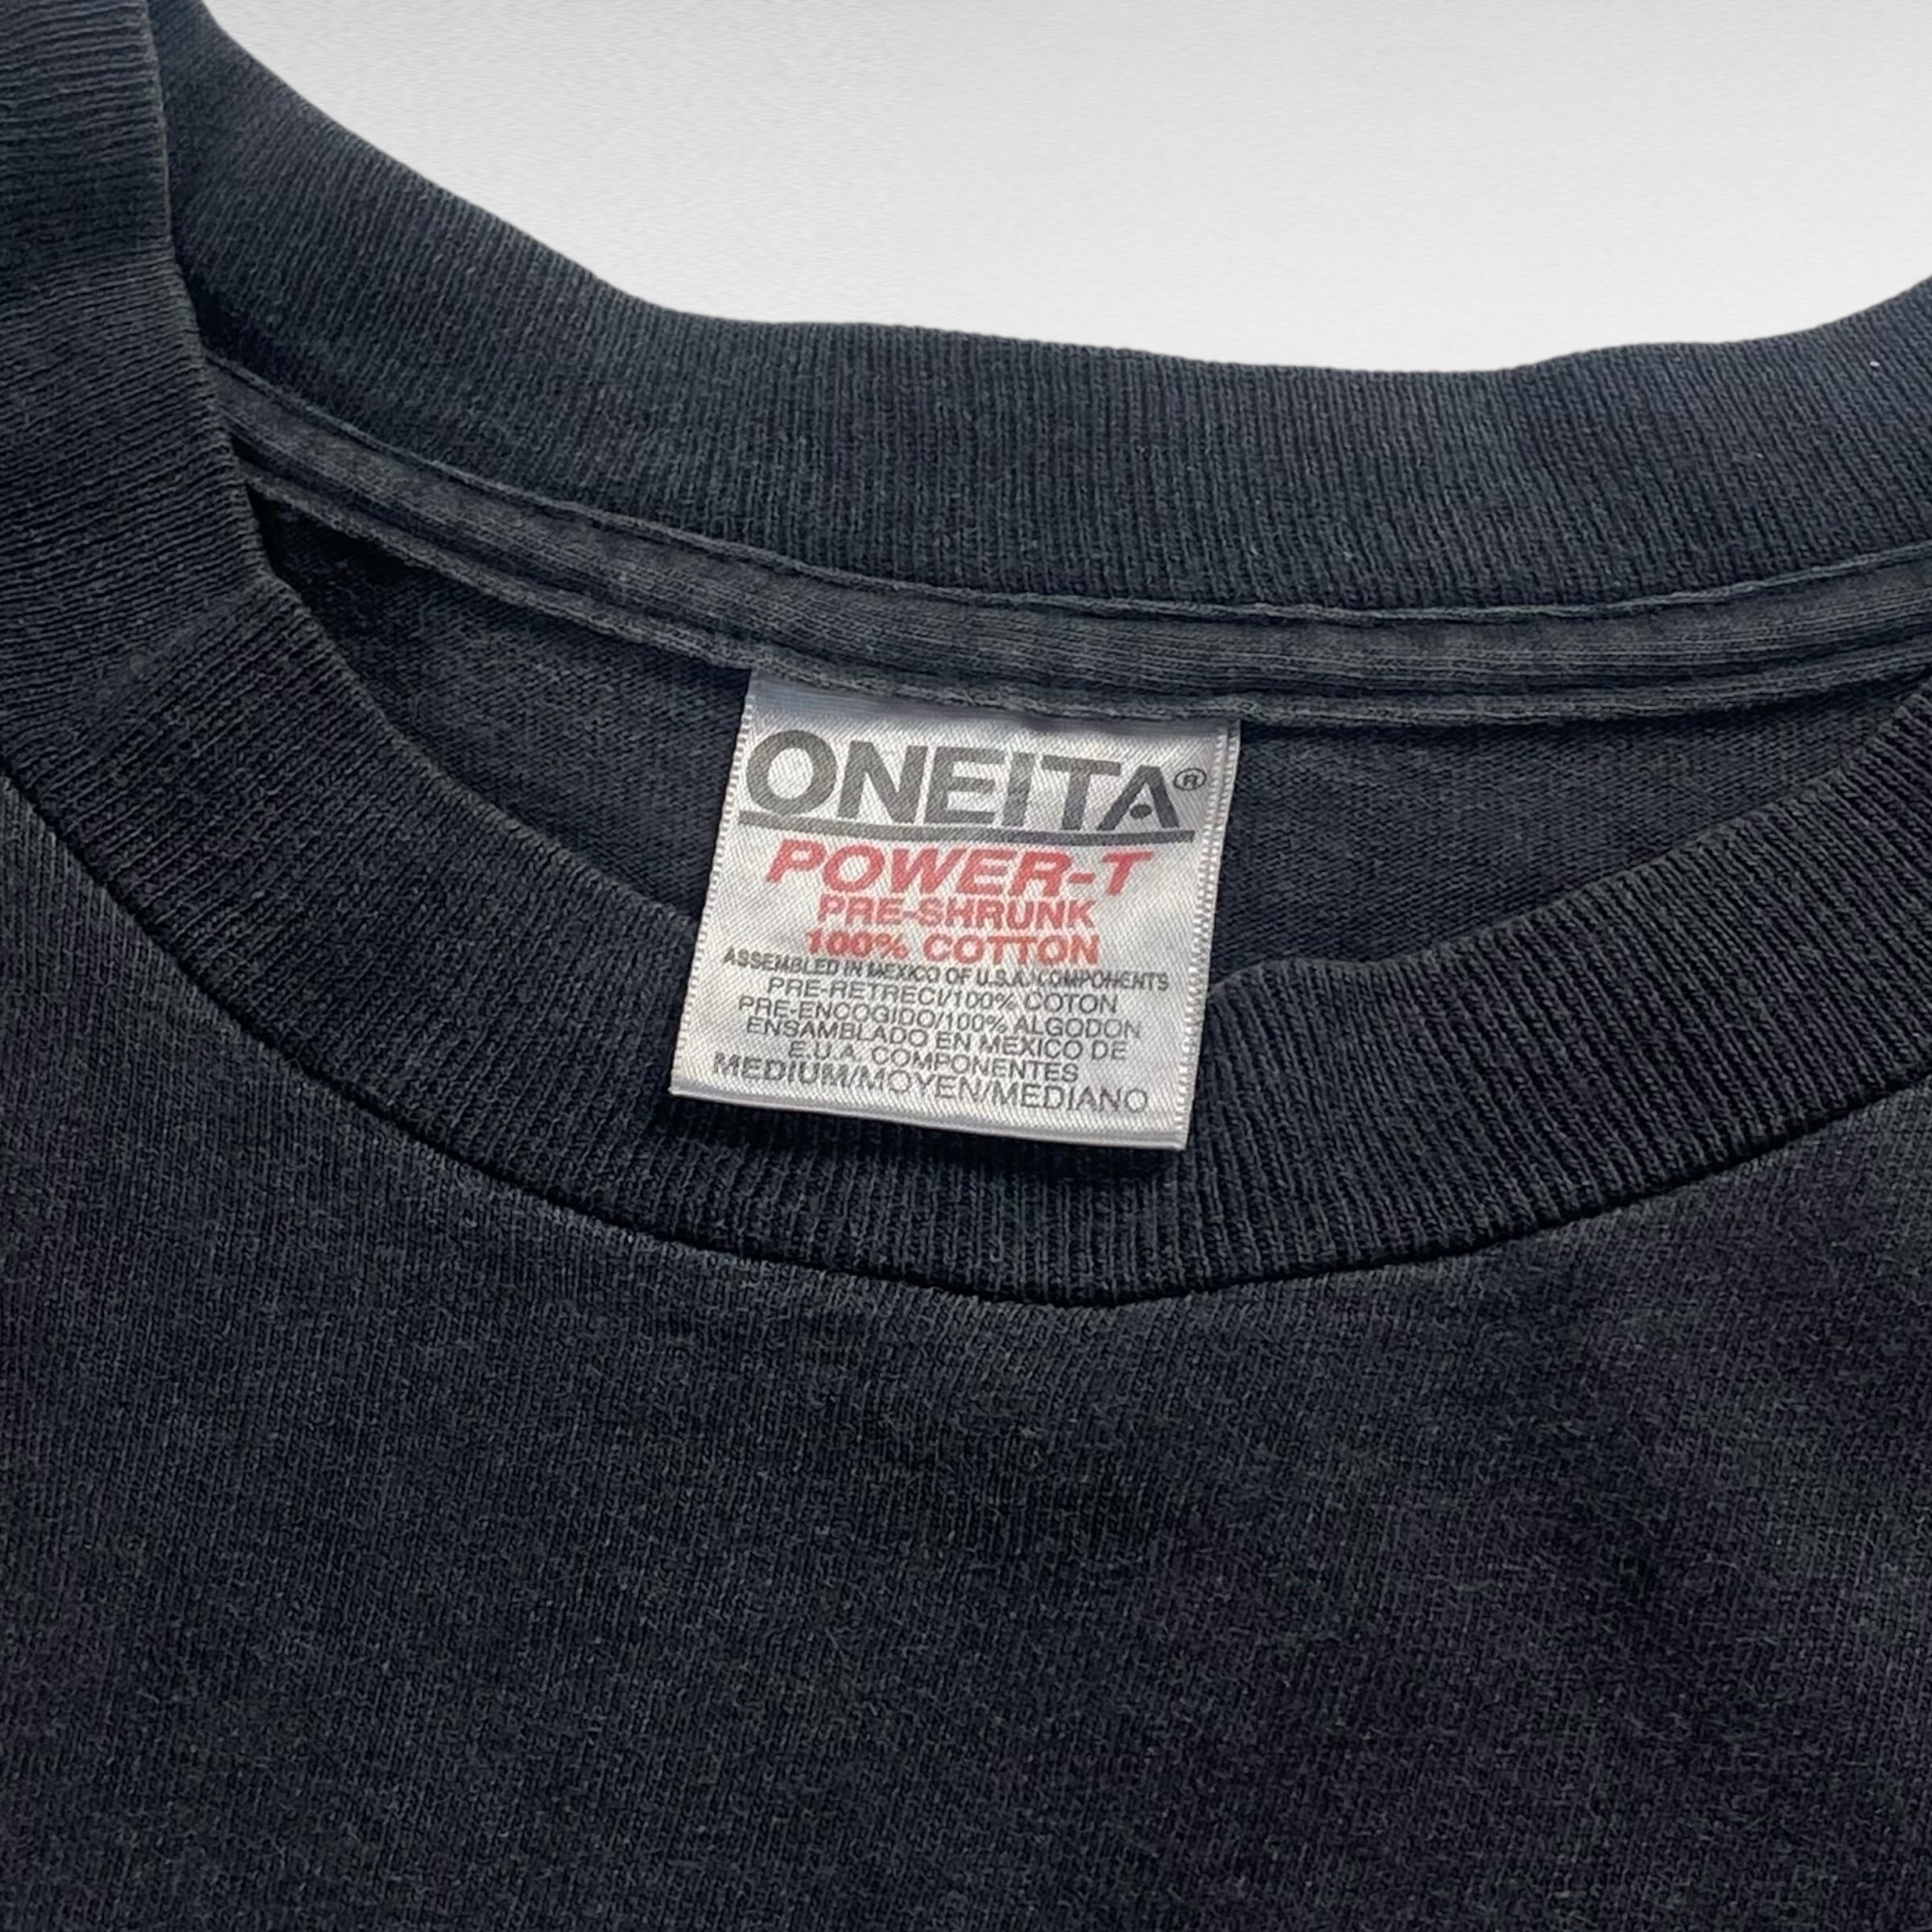 ONEITA®
POWER-T
PRE-SHRUNK
100% COTTON
ASSEMBLED IN MEXICO OF U.S.A. COMPONENTS
PRE-RETRECI/100% COTON
PRE-ENCOGIDO/100% ALGODON
ENSAMBLADO EN MEXICO DE
E.U.A. COMPONENTES
MEDIUM/MOYEN/MEDIANO